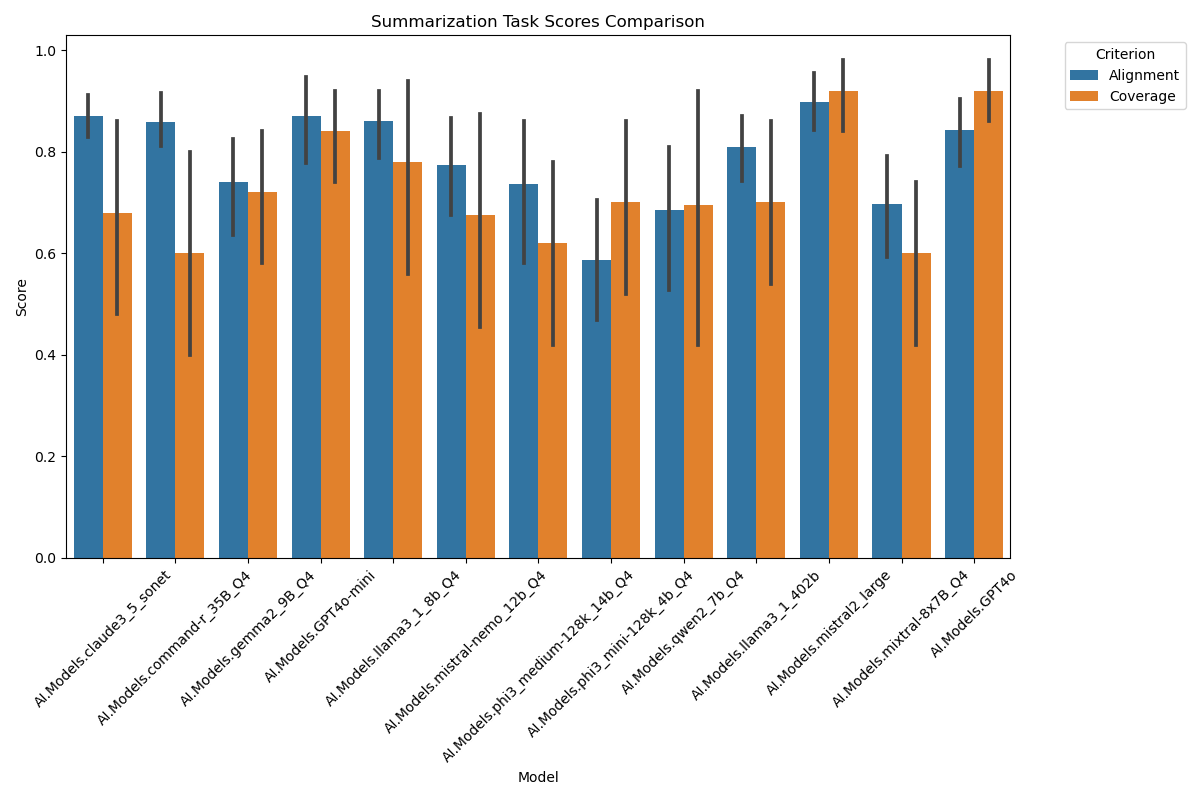 Summarization Task Scores Comparison
Criterion
Alignment
Coverage
Score
1.0
0.8
0.6
0.4
0.2
0.0
AI.Models.claude3_5_sonet
AI.Models.command-r_35B_Q4
AI.Models.gemma2_9B_Q4
AI.Models.GPT4o-mini
AI.Models.llama3_1_8b_Q4
AI.Models.mistral-nemo_12b_Q4
AI.Models.phi3_medium-128k_14b_Q4
AI.Models.phi3_mini-128k_4b_Q4
AI.Models.qwen2_7b_Q4
AI.Models.llama3_1_402b
AI.Models.mistral2_large
AI.Models.mixtral-8x7B_Q4
AI.Models.GPT4o
Model